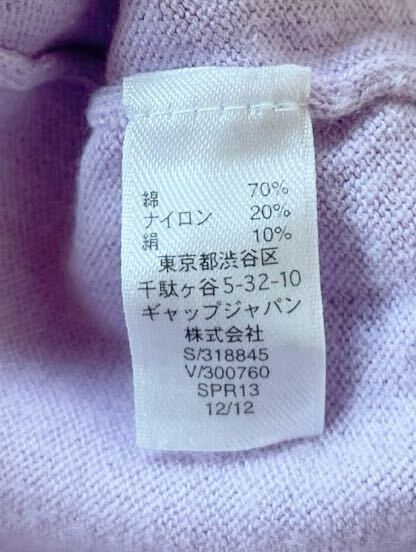 綿 70%
ナイロン 20%
絹 10%
東京都渋谷区
千駄ヶ谷5-32-10
ギャップジャパン
株式会社
S/318845
V/300760
SPR13
12/12